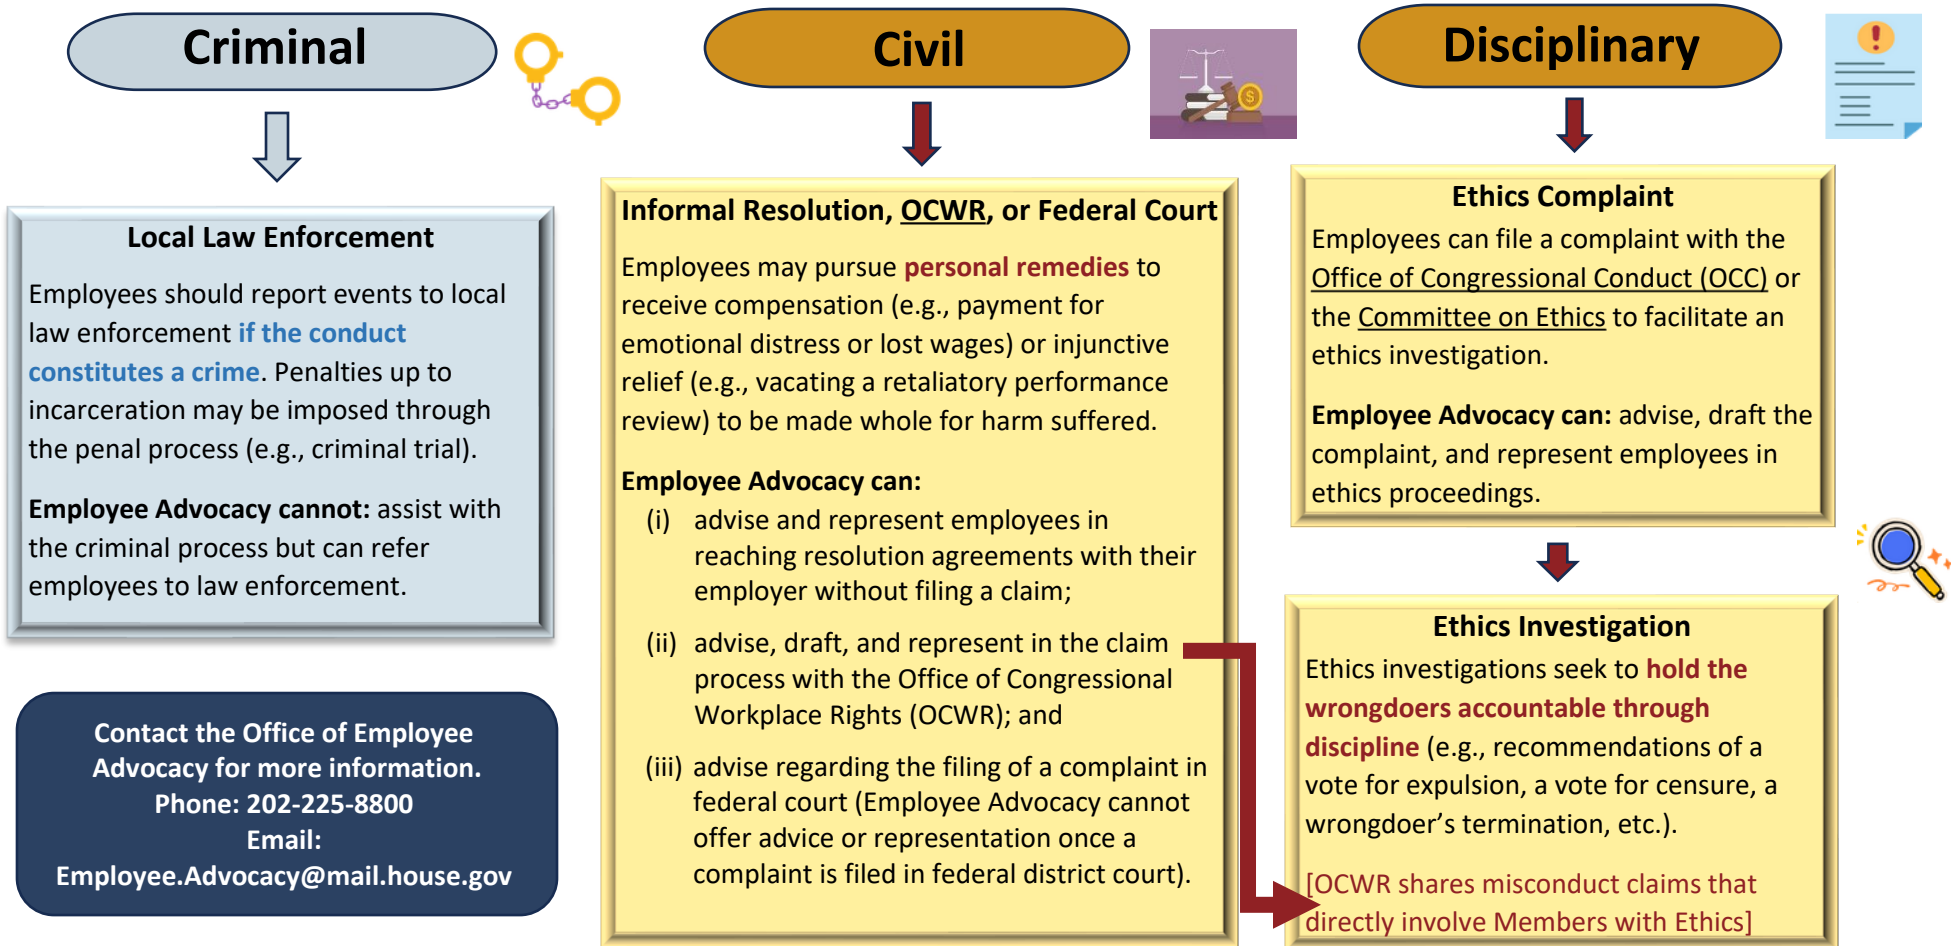 Criminal
Local Law Enforcement
Employees should report events to local
law enforcement if the conduct
constitutes a crime. Penalties up to
incarceration may be imposed through
the penal process (e.g., criminal trial).
Employee Advocacy cannot: assist with
the criminal process but can refer
employees to law enforcement.
Contact the Office of Employee
Advocacy for more information.
Phone: 202-225-8800
Email:
Employee.Advocacy@mail.house.gov
Civil
$
Informal Resolution, OCWR, or Federal Court
Employees may pursue personal remedies to
receive compensation (e.g., payment for
emotional distress or lost wages) or injunctive
relief (e.g., vacating a retaliatory performance
review) to be made whole for harm suffered.
Employee Advocacy can:
(i) advise and represent employees in
reaching resolution agreements with their
employer without filing a claim;
(ii) advise, draft, and represent in the claim
process with the Office of Congressional
Workplace Rights (OCWR); and
(iii) advise regarding the filing of a complaint in
federal court (Employee Advocacy cannot
offer advice or representation once a
complaint is filed in federal district court).
Disciplinary
!
Ethics Complaint
Employees can file a complaint with the
Office of Congressional Conduct (OCC) or
the Committee on Ethics to facilitate an
ethics investigation.
Employee Advocacy can: advise, draft the
complaint, and represent employees in
ethics proceedings.
Ethics Investigation
Ethics investigations seek to hold the
wrongdoers accountable through
discipline (e.g., recommendations of a
vote for expulsion, a vote for censure, a
wrongdoer’s termination, etc.).
[OCWR shares misconduct claims that
directly involve Members with Ethics]